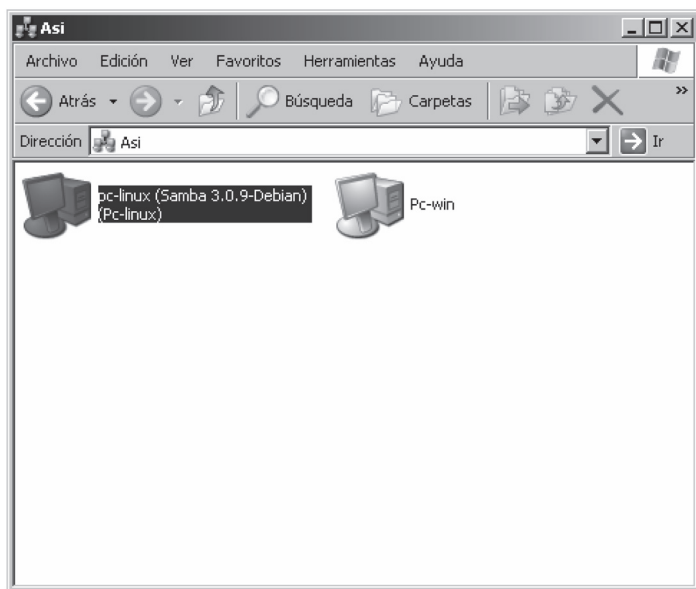 Asi
Archivo Edición Ver Favoritos Herramientas Ayuda
Atrás Búsqueda Carpetas »
Dirección Asi Ir
pc-linux (Samba 3.0.9-Debian)
(Pc-linux)
Pc-win